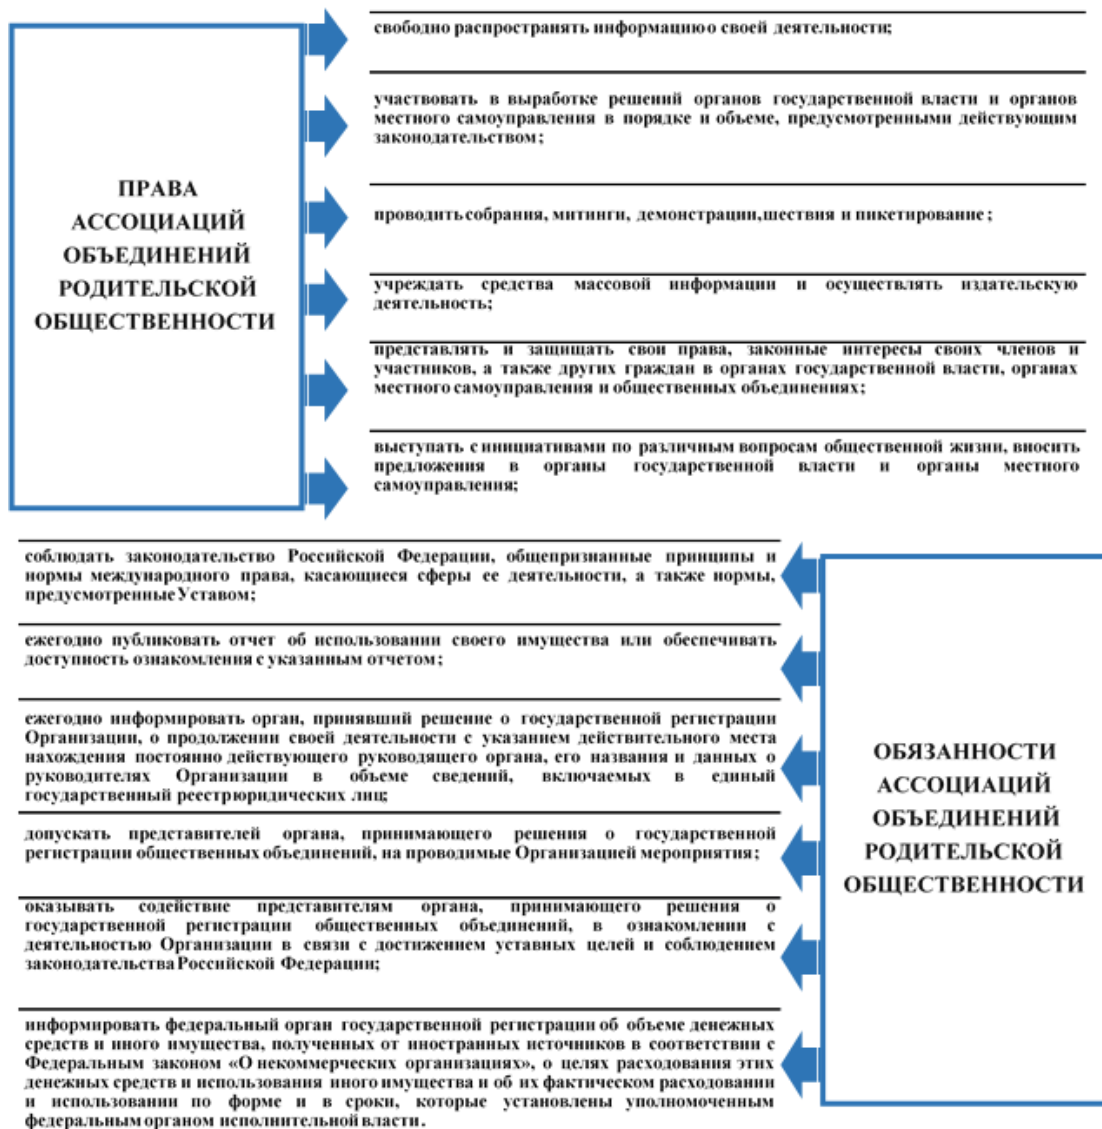 ПРАВА
АССОЦИАЦИЙ
ОБЪЕДИНЕНИЙ
РОДИТЕЛЬСКОЙ
ОБЩЕСТВЕННОСТИ
свободно распространять информацию о своей деятельности;
участвовать в выработке решений органов государственной власти и органов
местного самоуправления в порядке и объеме, предусмотренными действующим
законодательством;
проводить собрания, митинги, демонстрации, шествия и пикетирование;
учреждать средства массовой информации и осуществлять издательскую
деятельность;
представлять и защищать свои права, законные интересы своих членов и
участников, а также других граждан в органах государственной власти, органах
местного самоуправления и общественных объединениях;
выступать с инициативами по различным вопросам общественной жизни, вносить
предложения в органы государственной власти и органы местного
самоуправления;
соблюдать законодательство Российской Федерации, общепризнанные принципы и
нормы международного права, касающиеся сферы ее деятельности, а также нормы,
предусмотренные Уставом;
ежегодно публиковать отчет об использовании своего имущества или обеспечивать
доступность ознакомления с указанным отчетом;
ежегодно информировать орган, принявший решение о государственной регистрации
Организации, о продолжении своей деятельности с указанием действительного места
нахождения постоянно действующего руководящего органа, его названия и данных о
руководителях Организации в объеме сведений, включаемых в единый
государственный реестр юридических лиц;
допускать представителей органа, принимающего решения о государственной
регистрации общественных объединений, на проводимые Организацией мероприятия;
оказывать содействие представителям органа, принимающего решения о
государственной регистрации общественных объединений, в ознакомлении с
деятельностью Организации в связи с достижением уставных целей и соблюдением
законодательства Российской Федерации;
информировать федеральный орган государственной регистрации об объеме денежных
средств и иного имущества, полученных от иностранных источников в соответствии с
Федеральным законом «О некоммерческих организациях», о целях расходования этих
денежных средств и использования иного имущества и об их фактическом расходовании
и использовании по форме и в сроки, которые установлены уполномоченным
федеральным органом исполнительной власти.
ОБЯЗАННОСТИ
АССОЦИАЦИЙ
ОБЪЕДИНЕНИЙ
РОДИТЕЛЬСКОЙ
ОБЩЕСТВЕННОСТИ